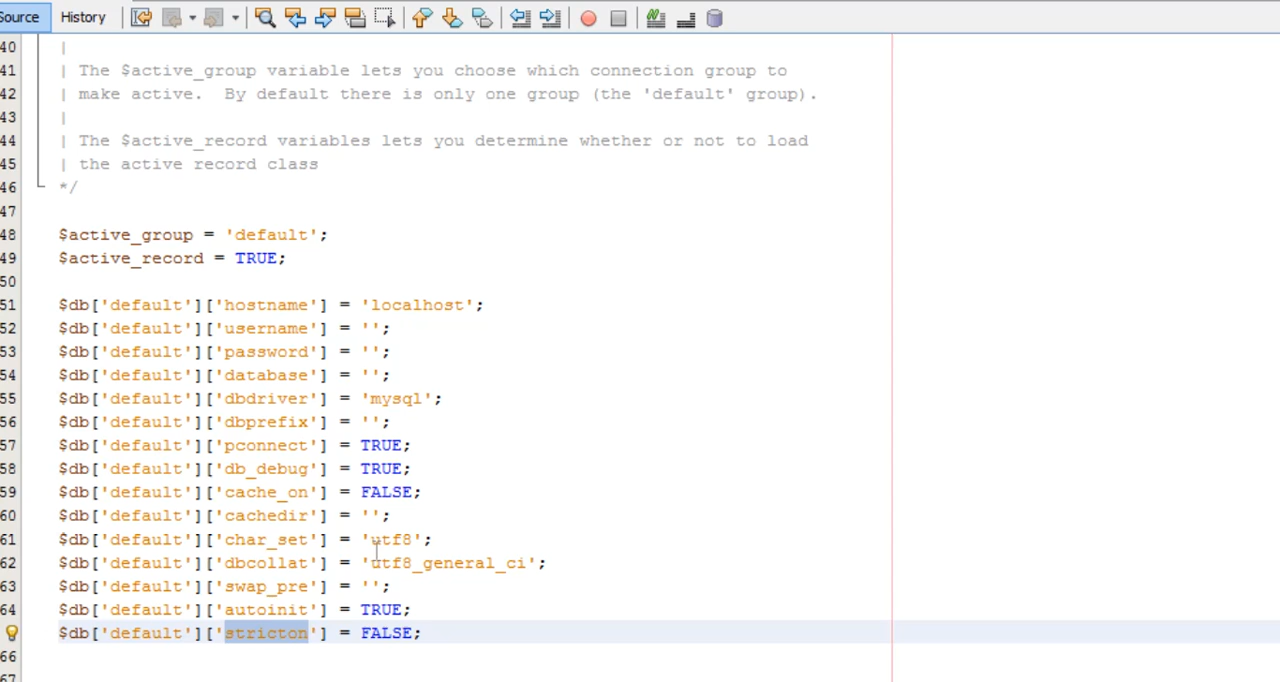 Source History
40 |
41 | The $active_group variable lets you choose which connection group to
42 | make active.  By default there is only one group (the 'default' group).
43 |
44 | The $active_record variables lets you determine whether or not to load
45 | the active record class
46 */
47
48 $active_group = 'default';
49 $active_record = TRUE;
50
51 $db['default']['hostname'] = 'localhost';
52 $db['default']['username'] = '';
53 $db['default']['password'] = '';
54 $db['default']['database'] = '';
55 $db['default']['dbdriver'] = 'mysql';
56 $db['default']['dbprefix'] = '';
57 $db['default']['pconnect'] = TRUE;
58 $db['default']['db_debug'] = TRUE;
59 $db['default']['cache_on'] = FALSE;
60 $db['default']['cachedir'] = '';
61 $db['default']['char_set'] = 'utf8';
62 $db['default']['dbcollat'] = 'utf8_general_ci';
63 $db['default']['swap_pre'] = '';
64 $db['default']['autoinit'] = TRUE;
$db['default']['stricton'] = FALSE;
66
67